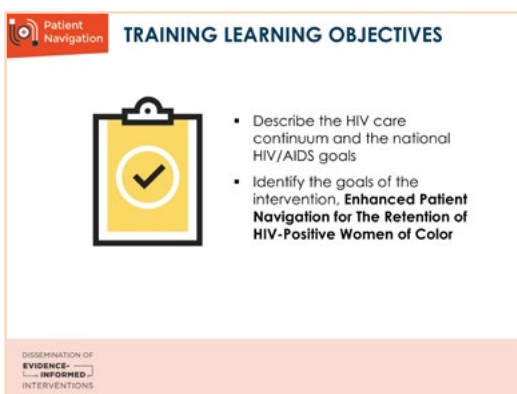 Patient
Navigation
TRAINING LEARNING OBJECTIVES
▪ Describe the HIV care
continuum and the national
HIV/AIDS goals
▪ Identify the goals of the
intervention, Enhanced Patient
Navigation for The Retention of
HIV-Positive Women of Color
DISSEMINATION OF
EVIDENCE-
INFORMED
INTERVENTIONS